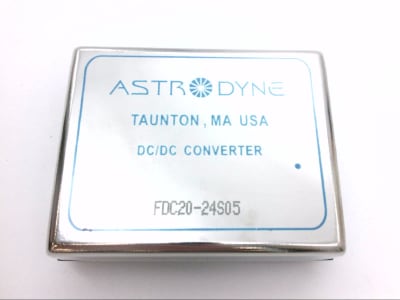 ASTRODYNE
TAUNTON, MA USA
DC/DC CONVERTER
FDC20-24S05